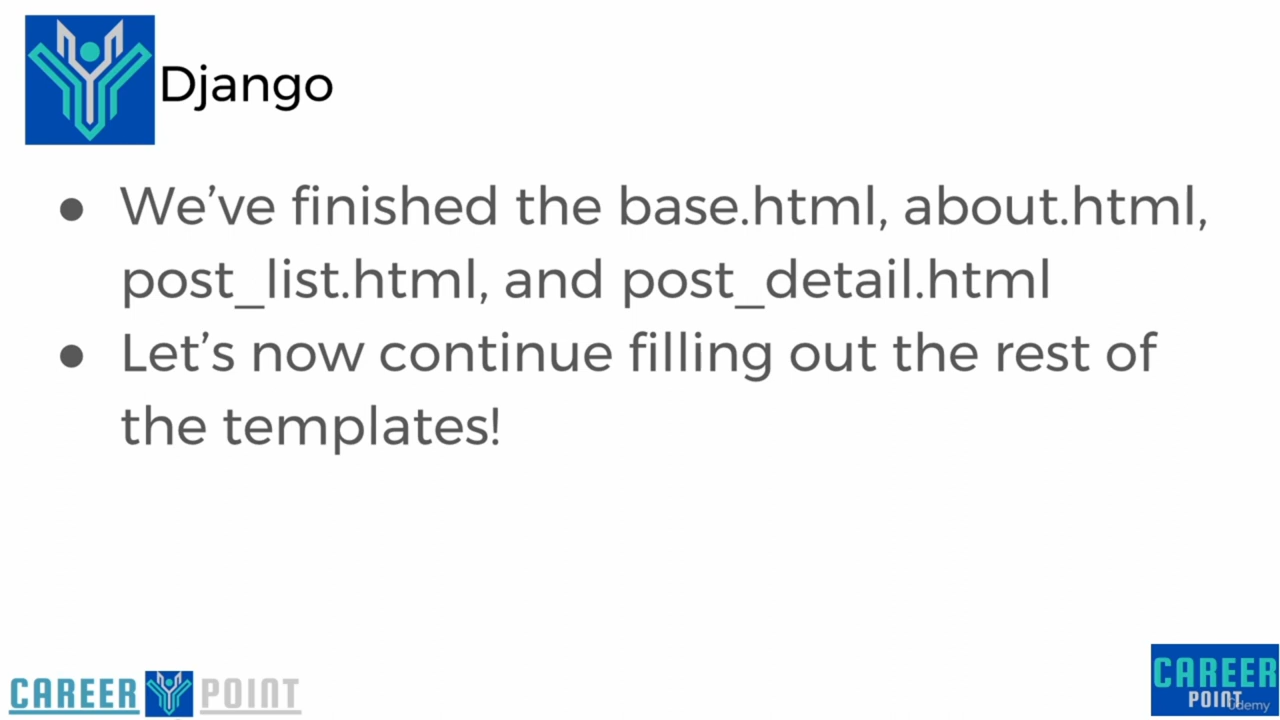 Django
● We’ve finished the base.html, about.html,
post_list.html, and post_detail.html
● Let’s now continue filling out the rest of
the templates!
CAREER POINT
CAREER
POINT
ûdemy